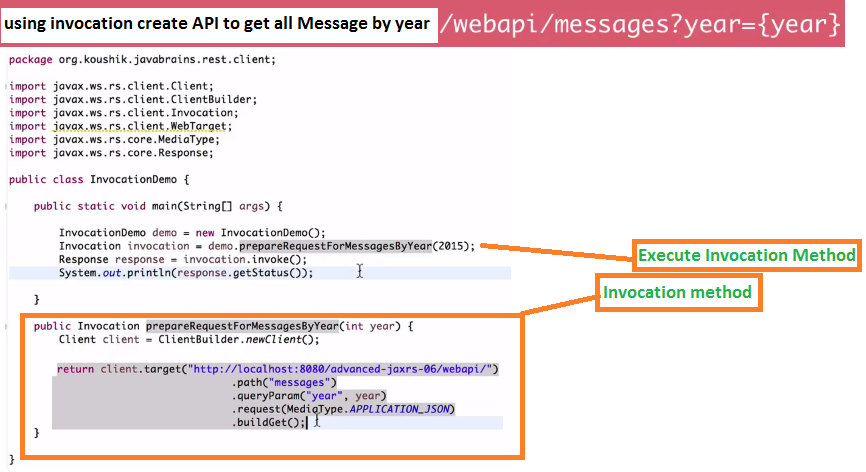 using invocation create API to get all Message by year /webapi/messages?year={year}
package org.koushik.javabrains.rest.client;
import javax.ws.rs.client.Client;
import javax.ws.rs.client.ClientBuilder;
import javax.ws.rs.client.Invocation;
import javax.ws.rs.client.WebTarget;
import javax.ws.rs.core.MediaType;
import javax.ws.rs.core.Response;
public class InvocationDemo {
public static void main(String[] args) {
InvocationDemo demo = new InvocationDemo();
Invocation invocation = demo.prepareRequestForMessagesByYear(2015);
Execute Invocation Method
Response response = invocation.invoke();
System.out.println(response.getStatus());
}
Invocation method
public Invocation prepareRequestForMessagesByYear(int year) {
Client client = ClientBuilder.newClient();
return client.target("http://localhost:8080/advanced-jaxrs-06/webapi/")
.path("messages")
.queryParam("year", year)
.request(MediaType.APPLICATION_JSON)
.buildGet();
}
}